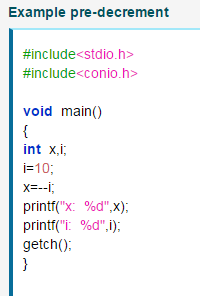 Example pre-decrement
#include<stdio.h>
#include<conio.h>
void main()
{
int x,i;
i=10;
x=--i;
printf("x: %d",x);
printf("i: %d",i);
getch();
}